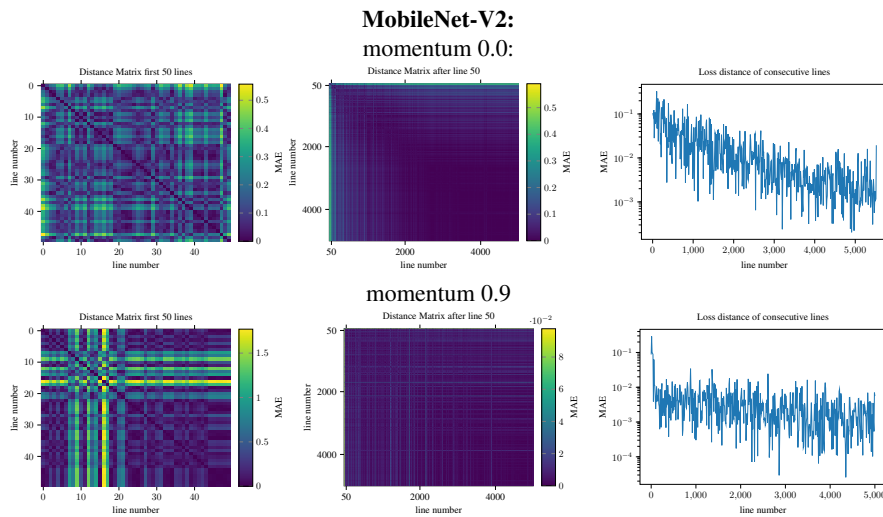 MobileNet-V2:
momentum 0.0:
Distance Matrix first 50 lines
line number
0
10
20
30
40
0
20
40
line number
0.5
0.4
0.3
0.2
0.1
0
MAE
Distance Matrix after line 50
line number
50
2000
4000
50
2000
4000
line number
0.5
0.4
0.3
0.2
0.1
0
MAE
Loss distance of consecutive lines
MAE
10⁻¹
10⁻²
10⁻³
0
1,000
2,000
3,000
4,000
5,000
line number
momentum 0.9
Distance Matrix first 50 lines
line number
0
10
20
30
40
0
20
40
line number
1.5
1
0.5
0
MAE
Distance Matrix after line 50
line number
50
2000
4000
50
2000
4000
line number
·10⁻²
8
6
4
2
0
MAE
Loss distance of consecutive lines
MAE
10⁻¹
10⁻²
10⁻³
10⁻⁴
0
1,000
2,000
3,000
4,000
5,000
line number